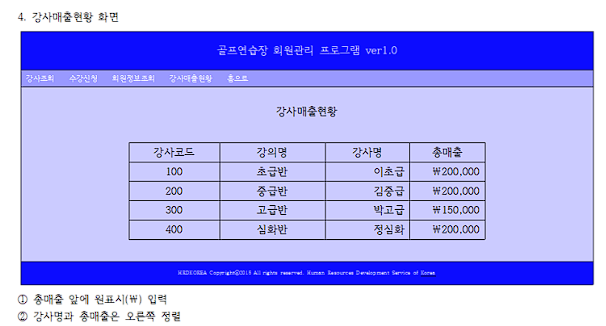 4. 강사매출현황 화면
골프연습장 회원관리 프로그램 ver1.0
강사조회 수강신청 회원정보조회 강사매출현황 홈으로
강사매출현황
강사코드 강의명 강사명 총매출
100 초급반 이초급 ₩200,000
200 중급반 김중급 ₩200,000
300 고급반 박고급 ₩150,000
400 심화반 정심화 ₩200,000
HRDKOREA Copyright©2019 All rights reserved. Human Resources Development Service of Korea
① 총매출 앞에 원표시(₩) 입력
② 강사명과 총매출은 오른쪽 정렬